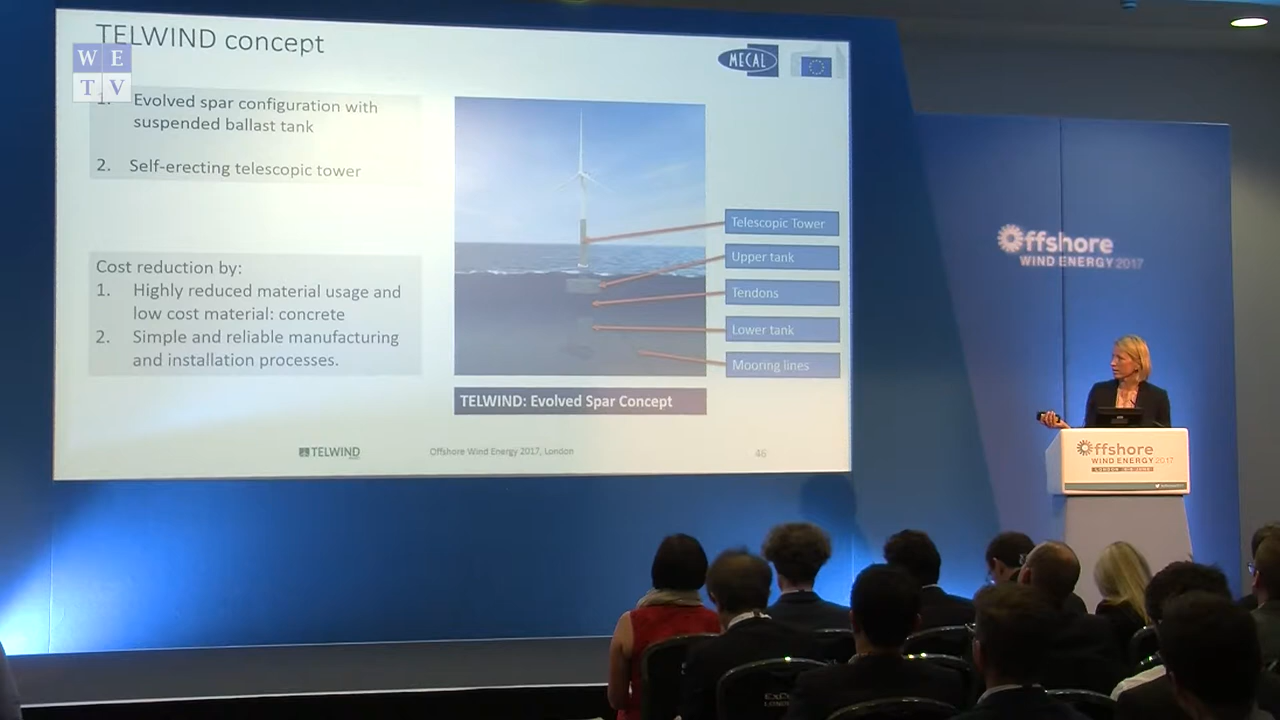 TELWIND concept
W E
T V
MECAL
1. Evolved spar configuration with
suspended ballast tank
2. Self-erecting telescopic tower
Cost reduction by:
1. Highly reduced material usage and
low cost material: concrete
2. Simple and reliable manufacturing
and installation processes.
Telescopic Tower
Upper tank
Tendons
Lower tank
Mooring lines
TELWIND: Evolved Spar Concept
TELWIND
Offshore Wind Energy 2017, London
46
Offshore
WIND ENERGY 2017
Offshore
WIND ENERGY 2017